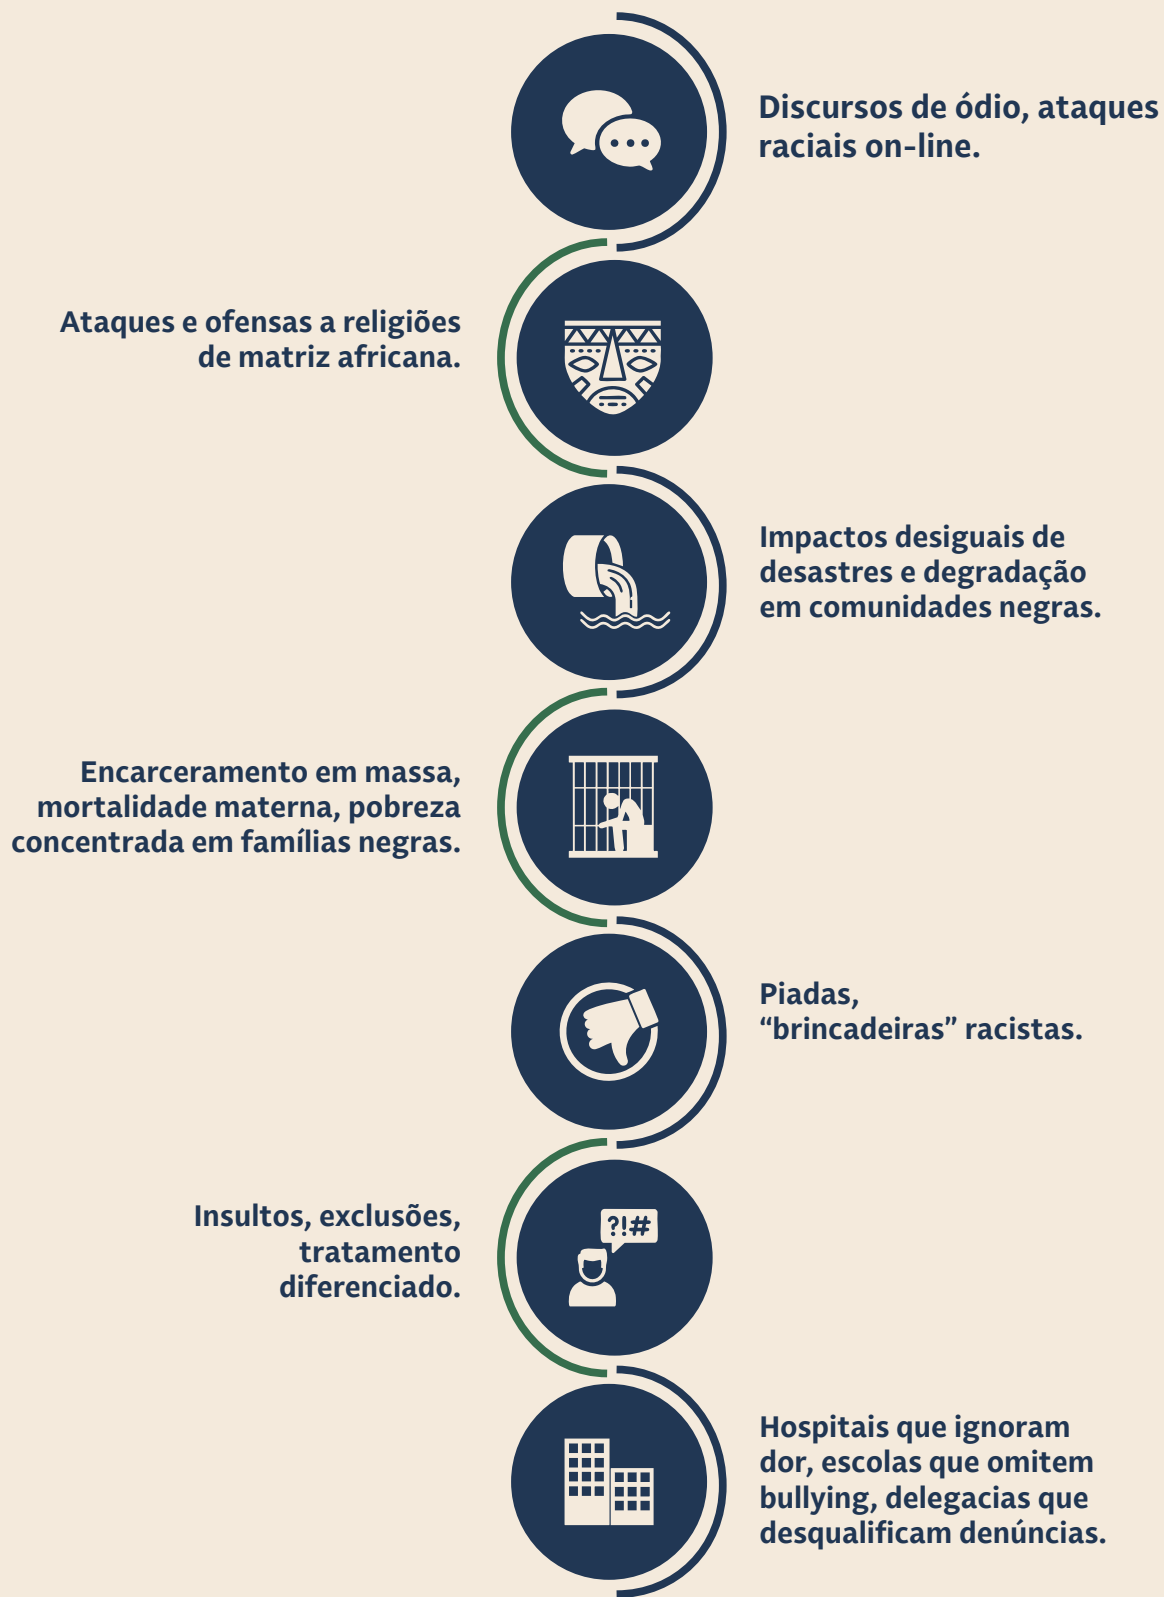 Discursos de ódio, ataques
raciais on-line.
Ataques e ofensas a religiões
de matriz africana.
Impactos desiguais de
desastres e degradação
em comunidades negras.
Encarceramento em massa,
mortalidade materna, pobreza
concentrada em famílias negras.
Piadas,
“brincadeiras” racistas.
?!#
Insultos, exclusões,
tratamento
diferenciado.
Hospitais que ignoram
dor, escolas que omitem
bullying, delegacias que
desqualificam denúncias.